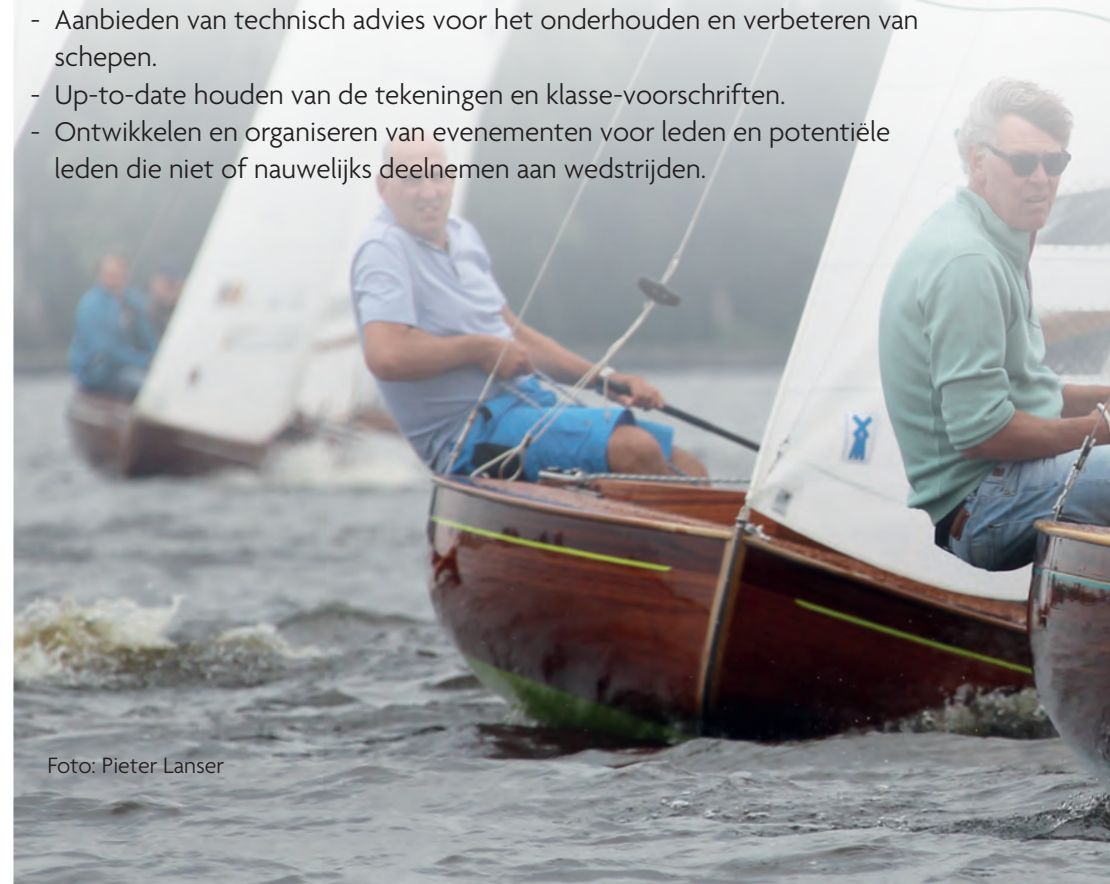 - Aanbieden van technisch advies voor het onderhouden en verbeteren van
schepen.
- Up-to-date houden van de tekeningen en klasse-voorschriften.
- Ontwikkelen en organiseren van evenementen voor leden en potentiële
leden die niet of nauwelijks deelnemen aan wedstrijden.
Foto: Pieter Lanser